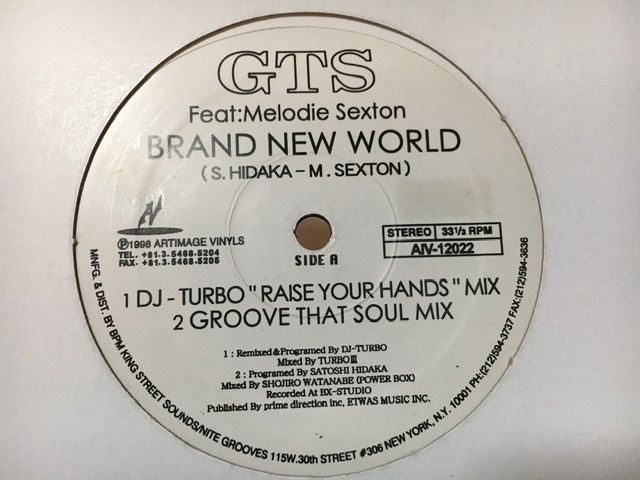 GTS
Feat:Melodie Sexton
BRAND NEW WORLD
( S. HIDAKA – M . SEXTON )
AV
℗1998 ARTIMAGE VINYLS
TEL. +81.3.5468.5204
FAX. +81.3.5468.5205
SIDE A
STEREO 33 1/3 RPM
AIV-12022
1 DJ - TURBO " RAISE YOUR HANDS " MIX
2 GROOVE THAT SOUL MIX
1 : Remixed & Programed By DJ-TURBO
Mixed By TURBO III
2 : Programed By SATOSHI HIDAKA
Mixed By SHOJIRO WATANABE (POWER BOX)
Recorded At BX-STUDIO
Published By prime direction inc, ETWAS MUSIC INC.
MNFG. & DIST. BY BPM KING STREET SOUNDS/NITE GROOVES 115W.30th STREET #306 NEW YORK, N.Y. 10001 PH:(212)594-3737 FAX:(212)594-3636